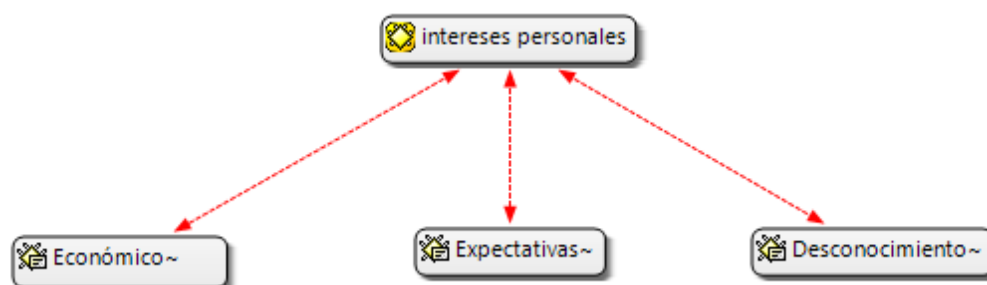 intereses personales
Económico~
Expectativas~
Desconocimiento~